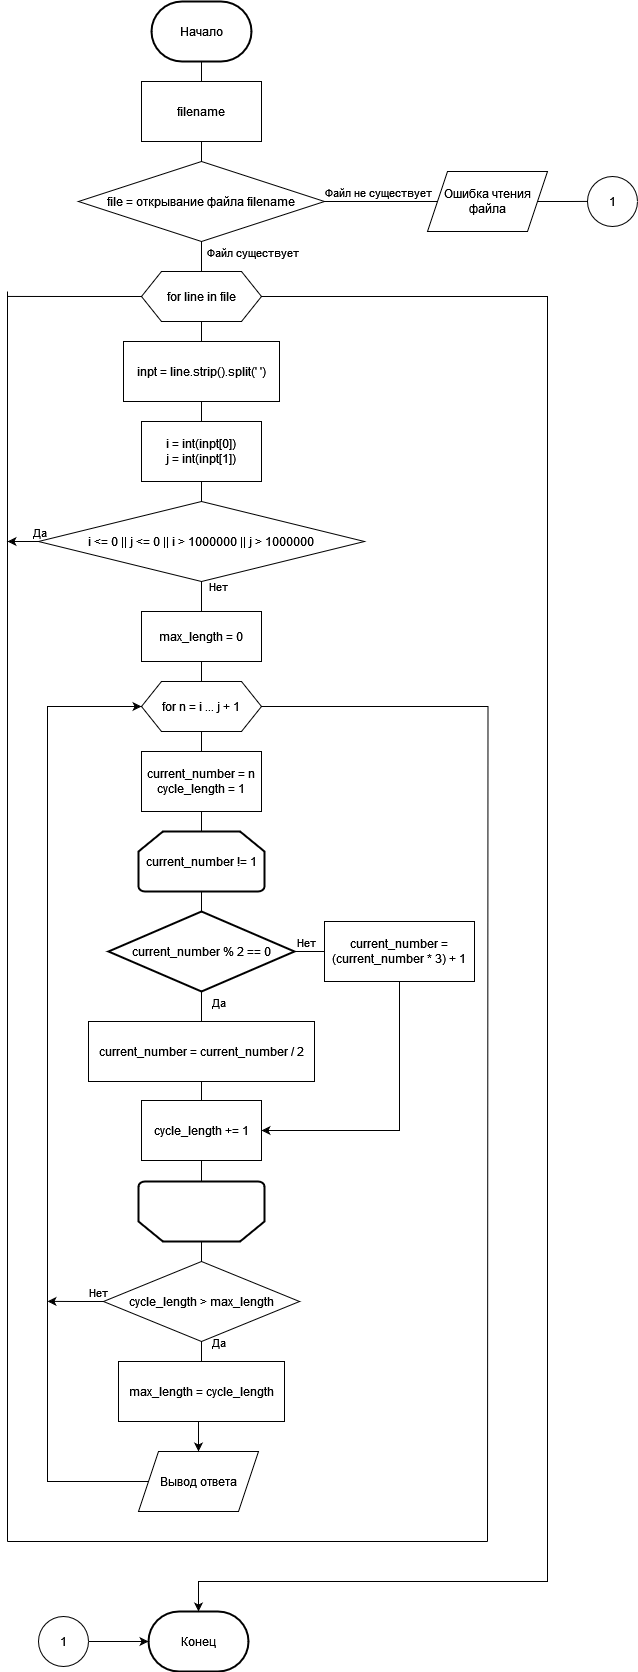 Начало
filename
file = открывание файла filename
Файл не существует
Ошибка чтения
файла
1
Файл существует
for line in file
inpt = line.strip().split(' ')
i = int(inpt[0])
j = int(inpt[1])
Да
i <= 0 || j <= 0 || i > 1000000 || j > 1000000
Нет
max_length = 0
for n = i ... j + 1
current_number = n
cycle_length = 1
current_number != 1
current_number % 2 == 0
Нет
current_number =
(current_number * 3) + 1
Да
current_number = current_number / 2
cycle_length += 1
Нет
cycle_length > max_length
Да
max_length = cycle_length
Вывод ответа
1
Конец